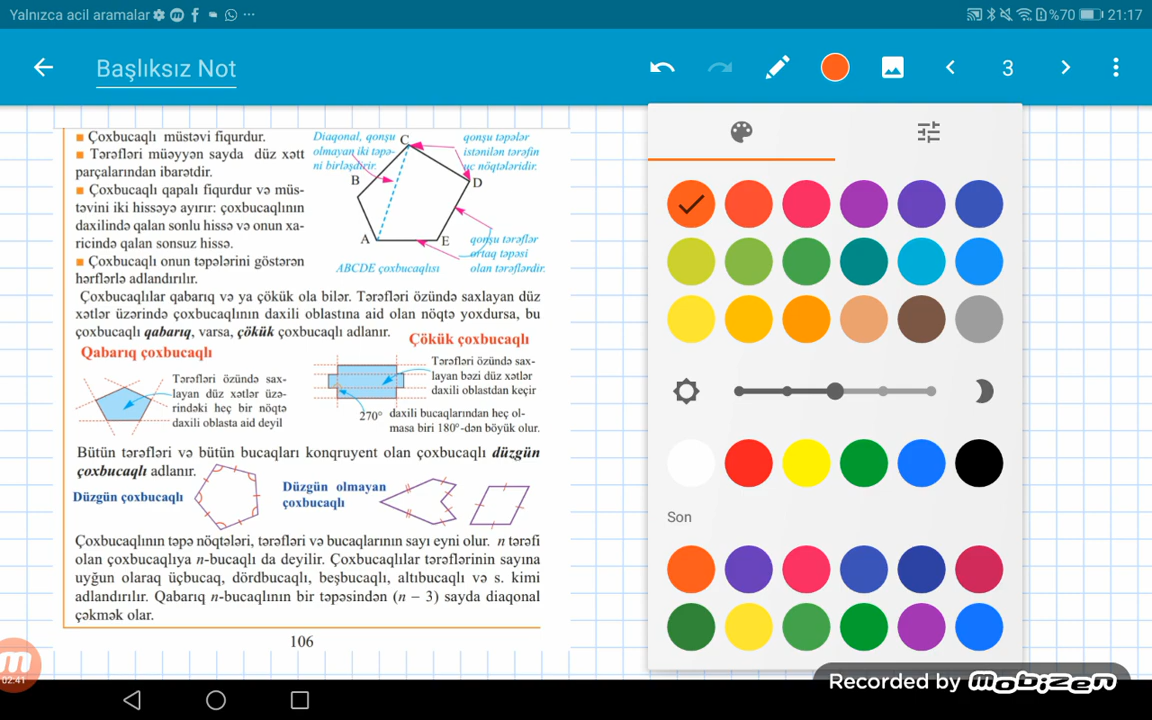 Yalnızca acil aramalar
%70 21:17
Başlıksız Not
3
Çoxbucaqlı müstəvi fiqurdur.
Tərəfləri müəyyən sayda düz xətt
parçalarından ibarətdir.
Çoxbucaqlı qapalı fiqurdur və müs-
təvini iki hissəyə ayırır: çoxbucaqlının
daxilində qalan sonlu hissə və onun xa-
ricində qalan sonsuz hissə.
Çoxbucaqlı onun təpələrini göstərən
hərflərlə adlandırılır.
Diaqonal, qonşu
olmayan iki təpə-
ni birləşdirir.
C
qonşu təpələr
istənilən tərəfin
uc nöqtələridir.
B
D
A
E
qonşu tərəflər
ortaq təpəsi
olan tərəflərdir.
ABCDE çoxbucaqlısı
Çoxbucaqlılar qabarıq və ya çökük ola bilər. Tərəfləri özündə saxlayan düz
xətlər üzərində çoxbucaqlının daxili oblastına aid olan nöqtə yoxdursa, bu
çoxbucaqlı qabarıq, varsa, çökük çoxbucaqlı adlanır.
Qabarıq çoxbucaqlı
Tərəfləri özündə sax-
layan düz xətlər üzə-
rindəki heç bir nöqtə
daxili oblasta aid deyil
Çökük çoxbucaqlı
Tərəfləri özündə sax-
layan bəzi düz xətlər
daxili oblastdan keçir
270°
daxili bucaqlarından heç ol-
masa biri 180°-dən böyük olur.
Bütün tərəfləri və bütün bucaqları konqruyent olan çoxbucaqlı düzgün
çoxbucaqlı adlanır.
Düzgün çoxbucaqlı
Düzgün olmayan
çoxbucaqlı
Çoxbucaqlının təpə nöqtələri, tərəfləri və bucaqlarının sayı eyni olur. n tərəfi
olan çoxbucaqlıya n-bucaqlı da deyilir. Çoxbucaqlılar tərəflərinin sayına
uyğun olaraq üçbucaq, dördbucaqlı, beşbucaqlı, altıbucaqlı və s. kimi
adlandırılır. Qabarıq n-bucaqlının bir təpəsindən (n – 3) sayda diaqonal
çəkmək olar.
106
Son
02:41
Recorded by mobizen